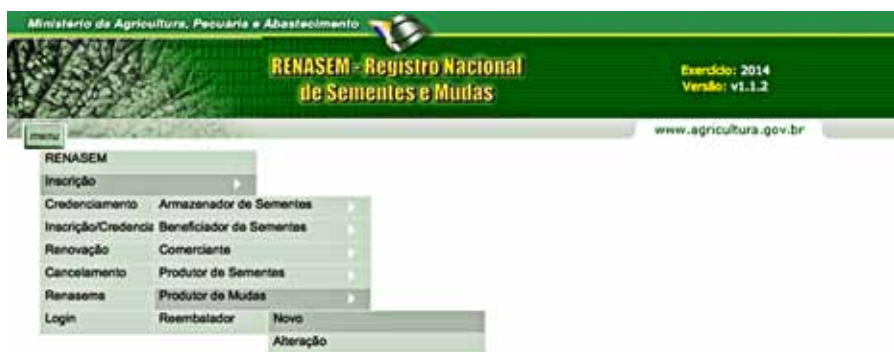 Ministério da Agricultura, Pecuária e Abastecimento
RENASEM - Registro Nacional
de Sementes e Mudas
Exercício: 2014
Versão: v1.1.2
www.agricultura.gov.br
menu
RENASEM
Inscrição
Credenciamento Armazenador de Sementes
Inscrição/Credencia Beneficiador de Sementes
Renovação Comerciante
Cancelamento Produtor de Sementes
Renasems Produtor de Mudas
Login Reembalador Novo
Alteração